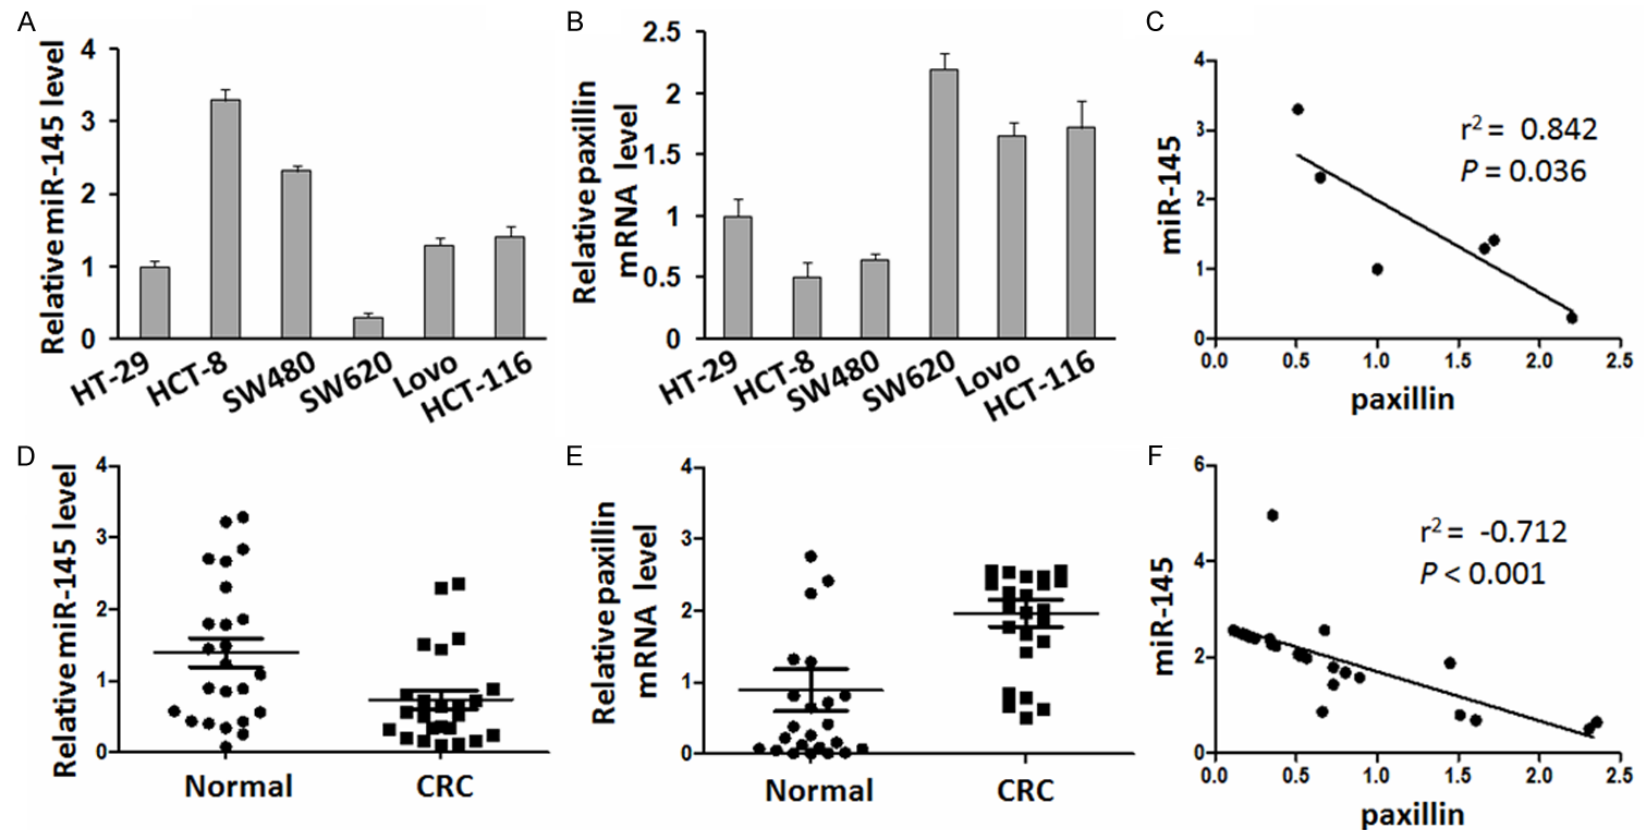 A
Relative miR-145 level
4
3
2
1
0
HT-29
HCT-8
SW480
SW620
Lovo
HCT-116
B
Relative paxillin
mRNA level
2.5
2
1.5
1
0.5
0
HT-29
HCT-8
SW480
SW620
Lovo
HCT-116
C
miR-145
4
3
2
1
0
r² = 0.842
P = 0.036
0.0 0.5 1.0 1.5 2.0 2.5
paxillin
D
Relative miR-145 level
4
3
2
1
0
Normal CRC
E
Relative paxillin
mRNA level
4
3
2
1
0
Normal CRC
F
miR-145
6
4
2
0
r² = -0.712
P < 0.001
0.0 0.5 1.0 1.5 2.0 2.5
paxillin